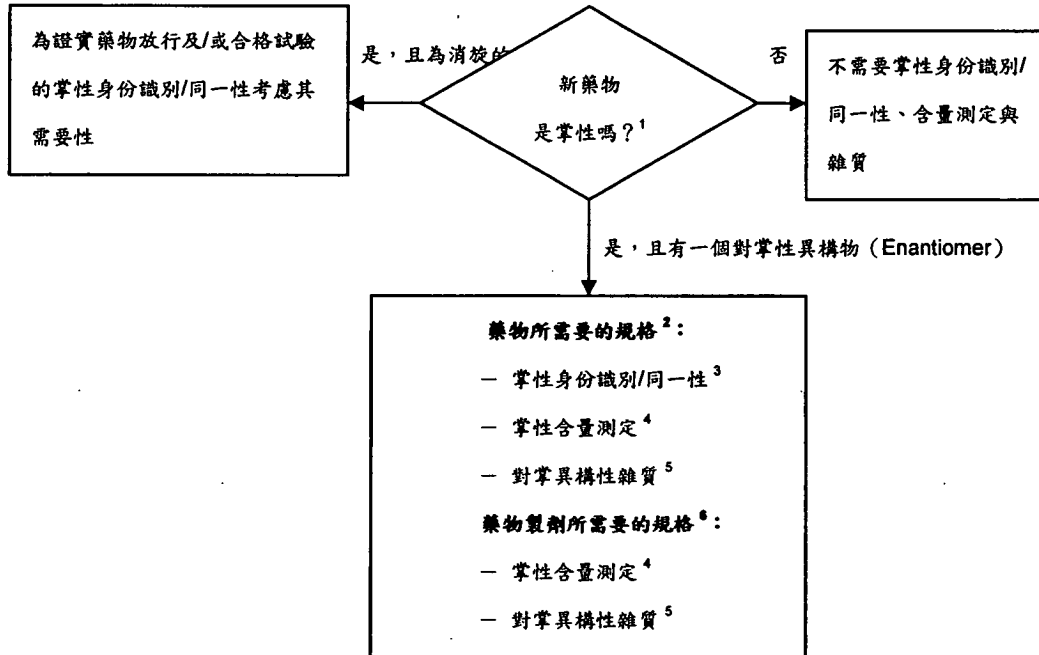 為證實藥物放行及/或合格試驗
的掌性身份識別/同一性考慮其
需要性
是，且為消旋的
新藥物
是掌性嗎？¹
否
不需要掌性身份識別/
同一性、含量測定與
雜質
是，且有一個對掌性異構物（Enantiomer）
藥物所需要的規格²：
— 掌性身份識別/同一性³
— 掌性含量測定⁴
— 對掌異構性雜質⁵
藥物製劑所需要的規格⁶：
— 掌性含量測定⁴
— 對掌異構性雜質⁵